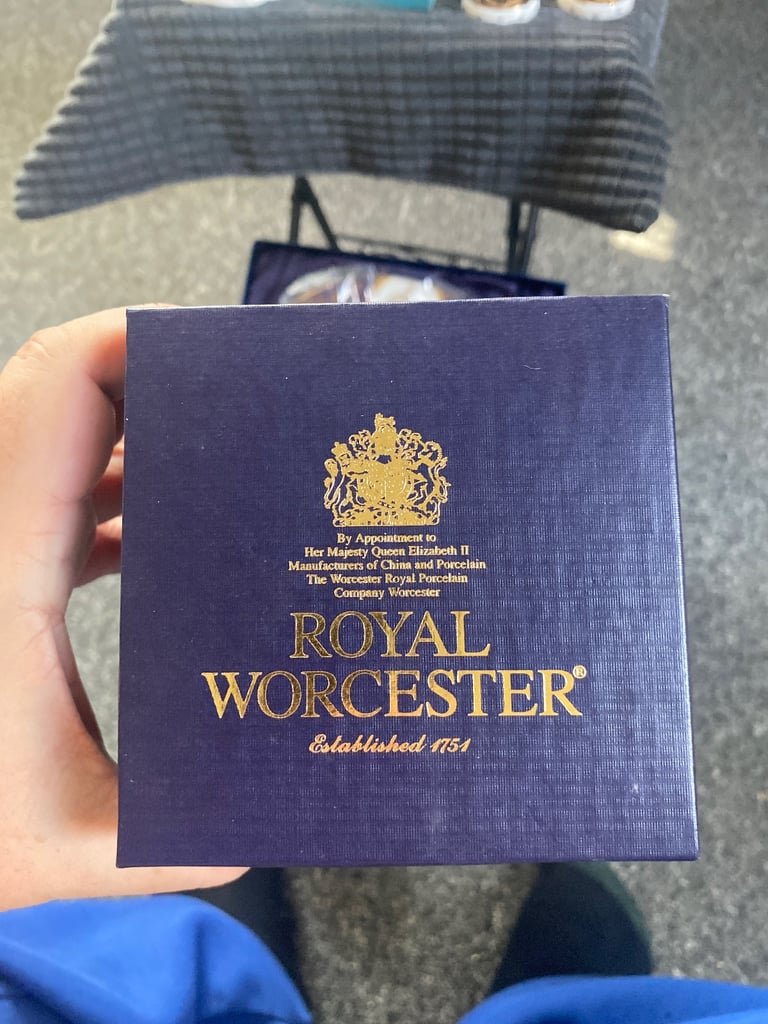 By Appointment to
Her Majesty Queen Elizabeth II
Manufacturers of China and Porcelain
The Worcester Royal Porcelain
Company Worcester
ROYAL
WORCESTER®
Established 1751